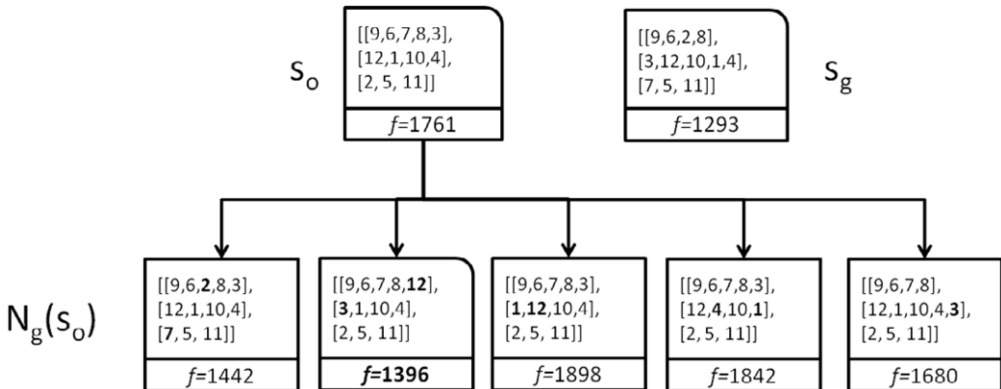 s_o
[[9,6,7,8,3],
[12,1,10,4],
[2, 5, 11]]
f=1761
[[9,6,2,8],
[3,12,10,1,4],
[7, 5, 11]]
f=1293
s_g
N_g(s_o)
[[9,6,2,8,3],
[12,1,10,4],
[7, 5, 11]]
f=1442
[[9,6,7,8,12],
[3,1,10,4],
[2, 5, 11]]
f=1396
[[9,6,7,8,3],
[1,12,10,4],
[2, 5, 11]]
f=1898
[[9,6,7,8,3],
[12,4,10,1],
[2, 5, 11]]
f=1842
[[9,6,7,8],
[12,1,10,4,3],
[2, 5, 11]]
f=1680